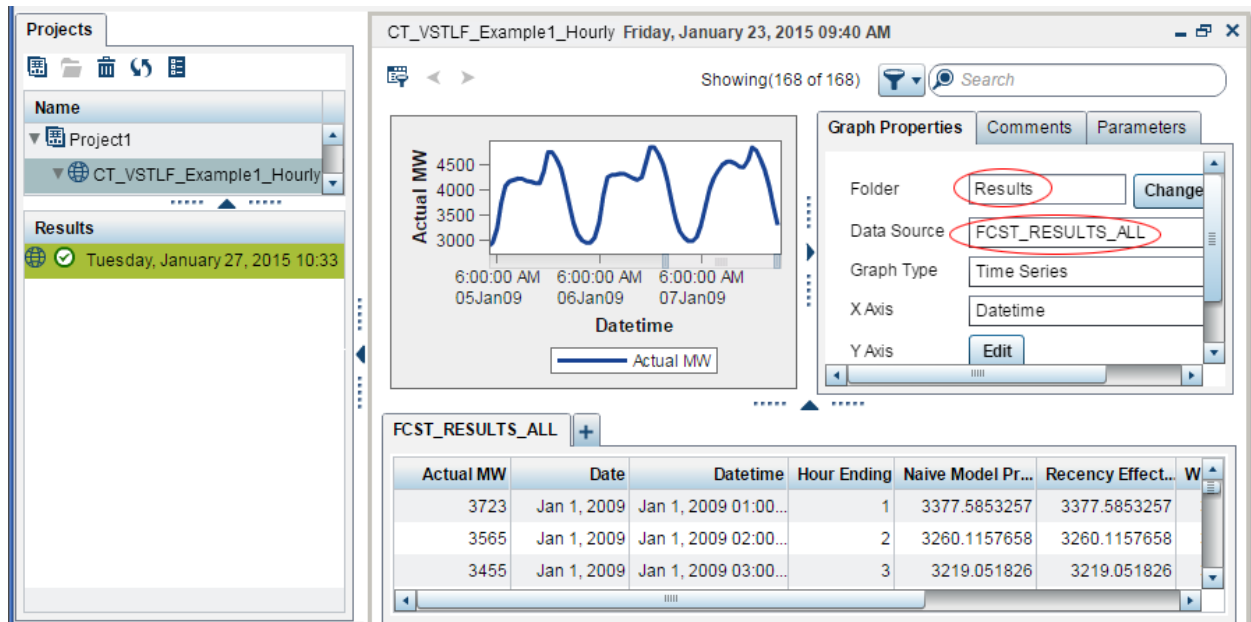 Projects
Name
Project1
CT_VSTLF_Example1_Hourly
Results
Tuesday, January 27, 2015 10:33
CT_VSTLF_Example1_Hourly Friday, January 23, 2015 09:40 AM
Showing(168 of 168) Search
Actual MW
4500
4000
3500
3000
6:00:00 AM 6:00:00 AM 6:00:00 AM
05Jan09 06Jan09 07Jan09
Datetime
Actual MW
Graph Properties Comments Parameters
Folder Results Change
Data Source FCST_RESULTS_ALL
Graph Type Time Series
X Axis Datetime
Y Axis Edit
FCST_RESULTS_ALL +
Actual MW Date Datetime Hour Ending Naive Model Pr... Recency Effect... W
3723 Jan 1, 2009 Jan 1, 2009 01:00... 1 3377.5853257 3377.5853257
3565 Jan 1, 2009 Jan 1, 2009 02:00... 2 3260.1157658 3260.1157658
3455 Jan 1, 2009 Jan 1, 2009 03:00... 3 3219.051826 3219.051826